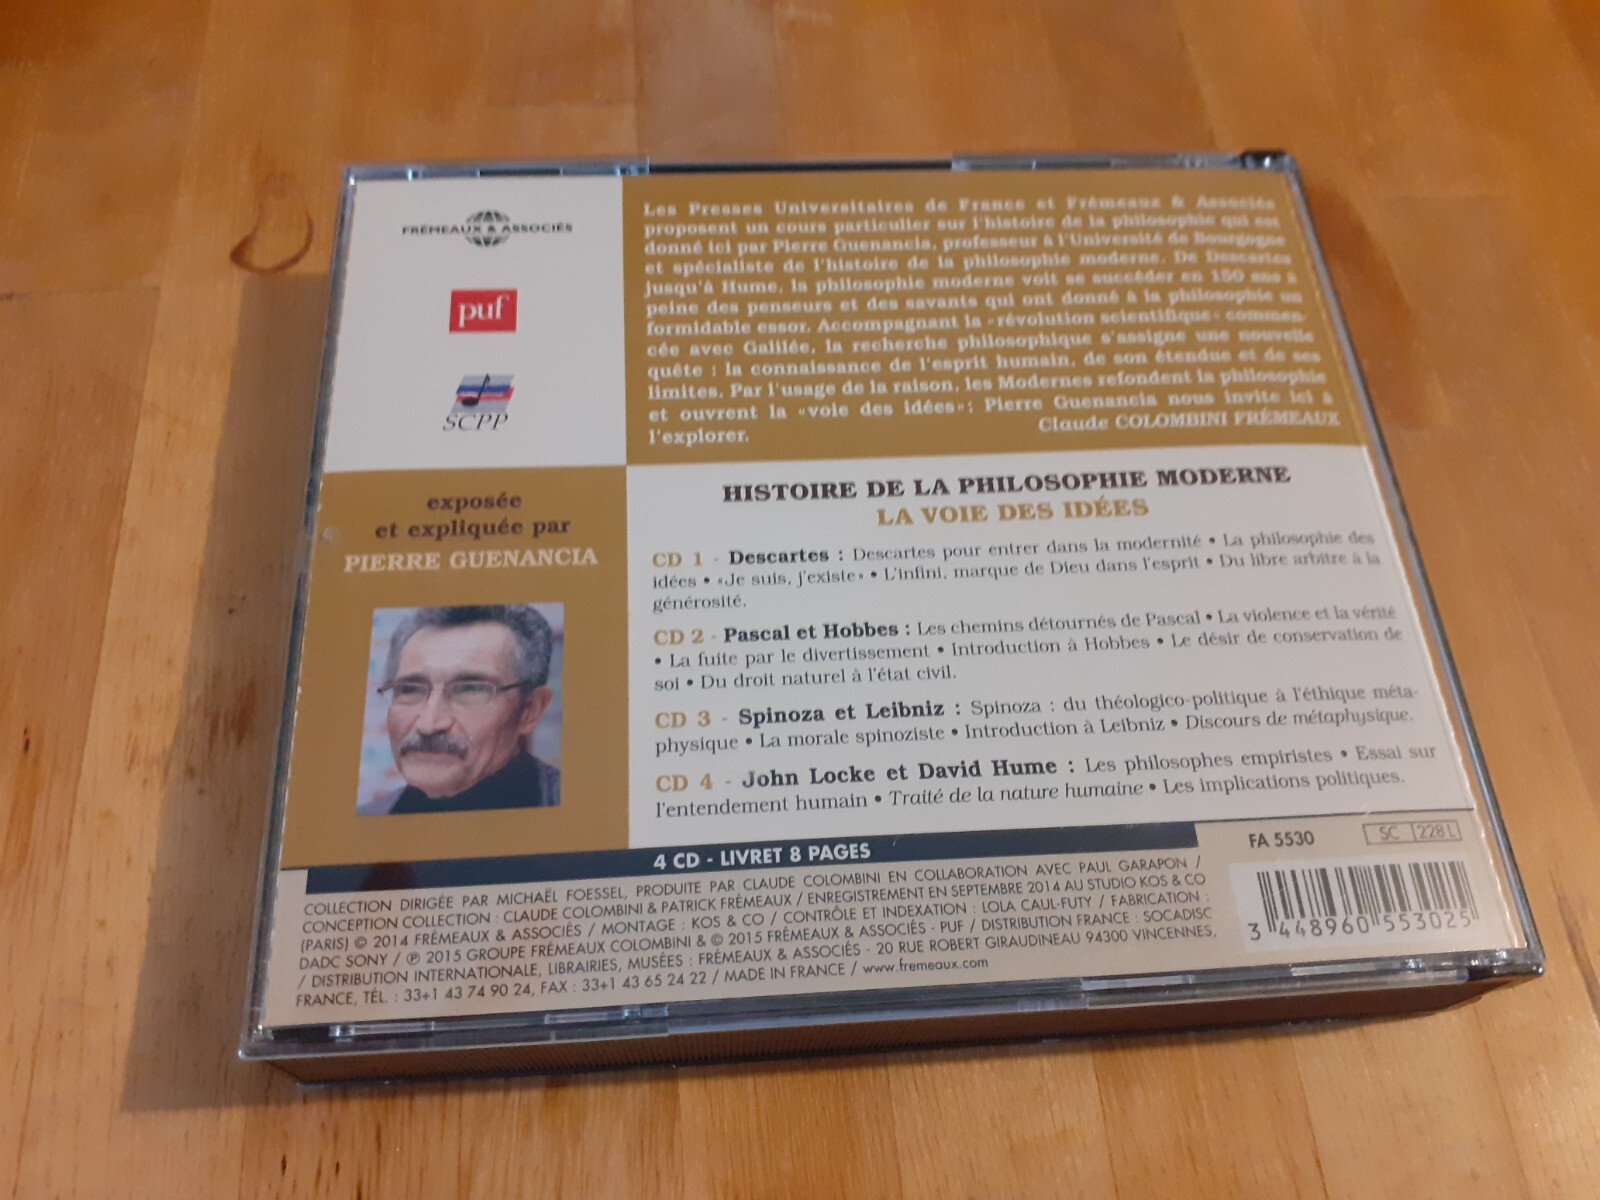 FRÉMEAUX & ASSOCIÉS
puf
SCPP
Les Presses Universitaires de France et Frémeaux & Associés
proposent un cours particulier sur l'histoire de la philosophie qui est
donné ici par Pierre Guenancia, professeur à l'Université de Bourgogne
et spécialiste de l'histoire de la philosophie moderne. De Descartes
jusqu'à Hume, la philosophie moderne voit se succéder en 150 ans à
peine des penseurs et des savants qui ont donné à la philosophie un
formidable essor. Accompagnant la «révolution scientifique» commen-
cée avec Galilée, la recherche philosophique s'assigne une nouvelle
quête : la connaissance de l'esprit humain, de son étendue et de ses
limites. Par l'usage de la raison, les Modernes refondent la philosophie
et ouvrent la «voie des idées»; Pierre Guenancia nous invite ici à
l'explorer.
Claude COLOMBINI FRÉMEAUX
exposée
et expliquée par
PIERRE GUENANCIA
HISTOIRE DE LA PHILOSOPHIE MODERNE
LA VOIE DES IDÉES
CD 1 - Descartes : Descartes pour entrer dans la modernité • La philosophie des
idées • «Je suis, j'existe» • L'infini, marque de Dieu dans l'esprit • Du libre arbitre à la
générosité.
CD 2 - Pascal et Hobbes : Les chemins détournés de Pascal • La violence et la vérité
• La fuite par le divertissement • Introduction à Hobbes • Le désir de conservation de
soi • Du droit naturel à l'état civil.
CD 3 - Spinoza et Leibniz : Spinoza : du théologico-politique à l'éthique méta-
physique • La morale spinoziste • Introduction à Leibniz • Discours de métaphysique.
CD 4 - John Locke et David Hume : Les philosophes empiristes • Essai sur
l'entendement humain • Traité de la nature humaine • Les implications politiques.
4 CD - LIVRET 8 PAGES
COLLECTION DIRIGÉE PAR MICHAËL FOESSEL, PRODUITE PAR CLAUDE COLOMBINI EN COLLABORATION AVEC PAUL GARAPON /
CONCEPTION COLLECTION : CLAUDE COLOMBINI & PATRICK FRÉMEAUX / ENREGISTREMENT EN SEPTEMBRE 2014 AU STUDIO KOS & CO
(PARIS) © 2014 FRÉMEAUX & ASSOCIÉS / MONTAGE : KOS & CO / CONTRÔLE ET INDEXATION : LOLA CAUL-FUTY / FABRICATION :
DADC SONY / ℗ 2015 GROUPE FRÉMEAUX COLOMBINI & © 2015 FRÉMEAUX & ASSOCIÉS - PUF / DISTRIBUTION FRANCE : SOCADISC
/ DISTRIBUTION INTERNATIONALE, LIBRAIRIES, MUSÉES : FRÉMEAUX & ASSOCIÉS - 20 RUE ROBERT GIRAUDINEAU 94300 VINCENNES,
FRANCE, TÉL. : 33+1 43 74 90 24, FAX : 33+1 43 65 24 22 / MADE IN FRANCE / www.fremeaux.com
FA 5530
SC 228 L
3 448960 553025